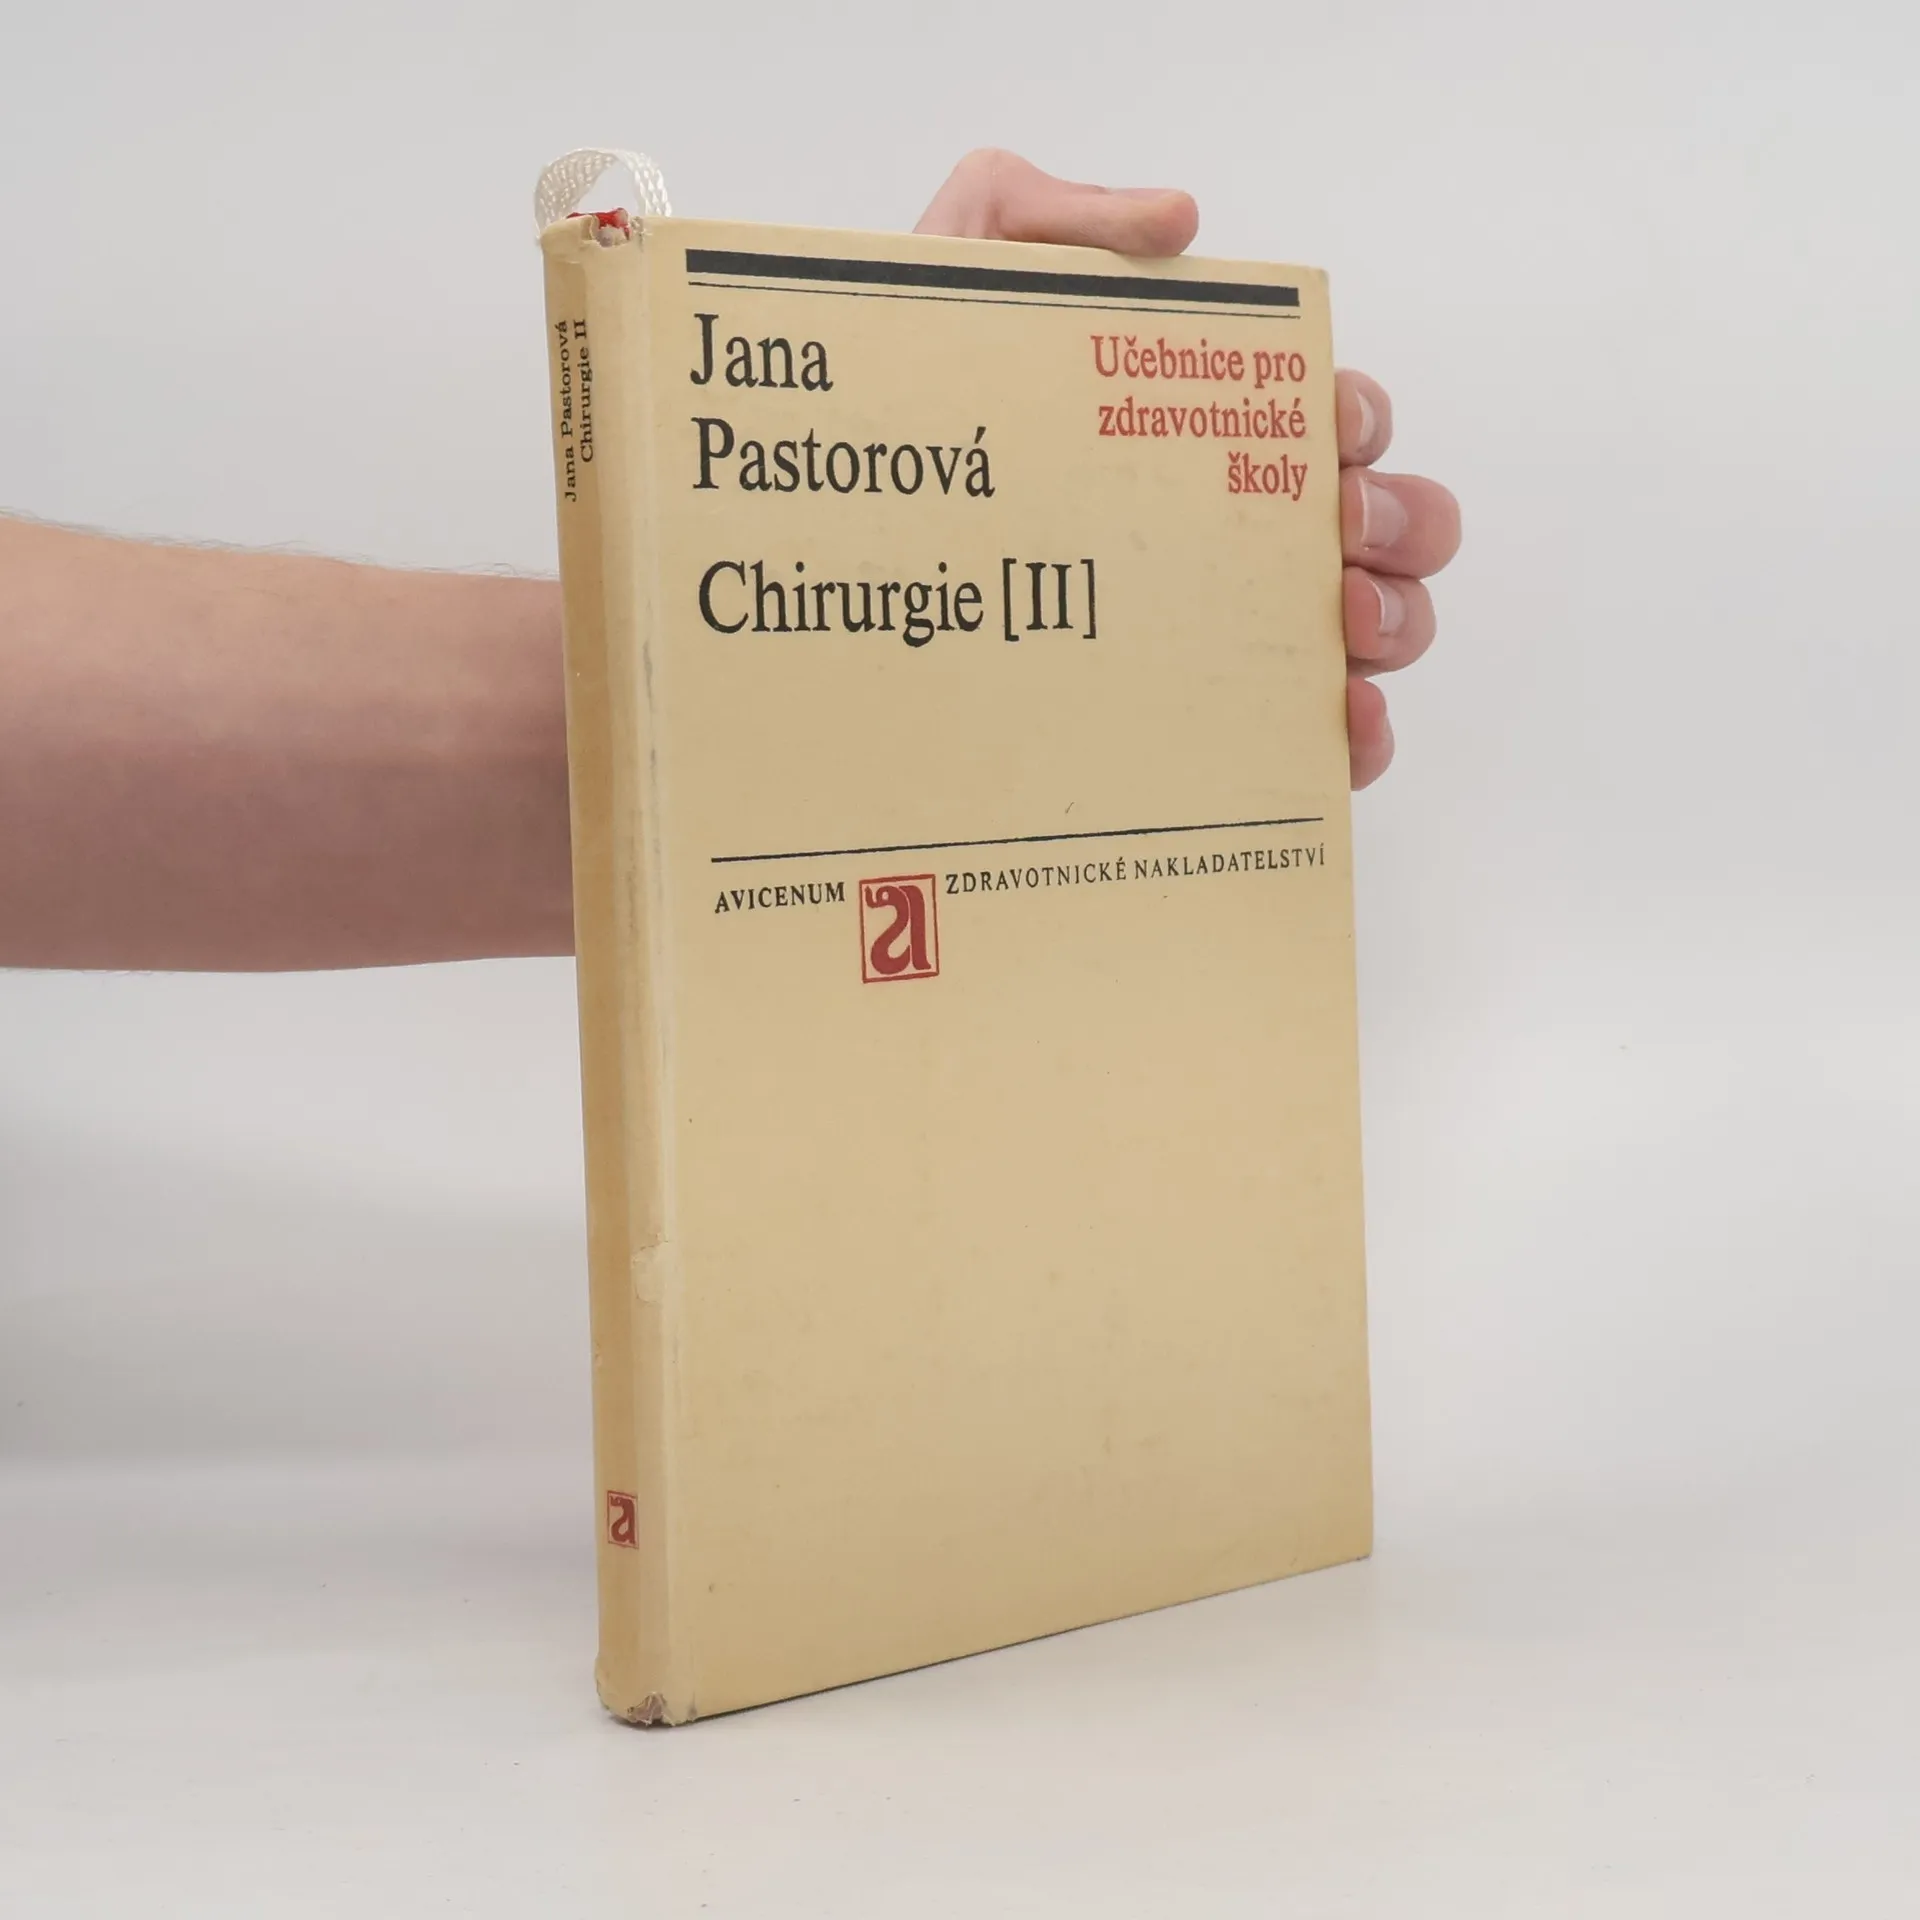 Jana Pastorová
Chirurgie II
Jana
Pastorová
Učebnice pro
zdravotnické
školy
Chirurgie [II]
AVICENUM a ZDRAVOTNICKÉ NAKLADATELSTVÍ
a